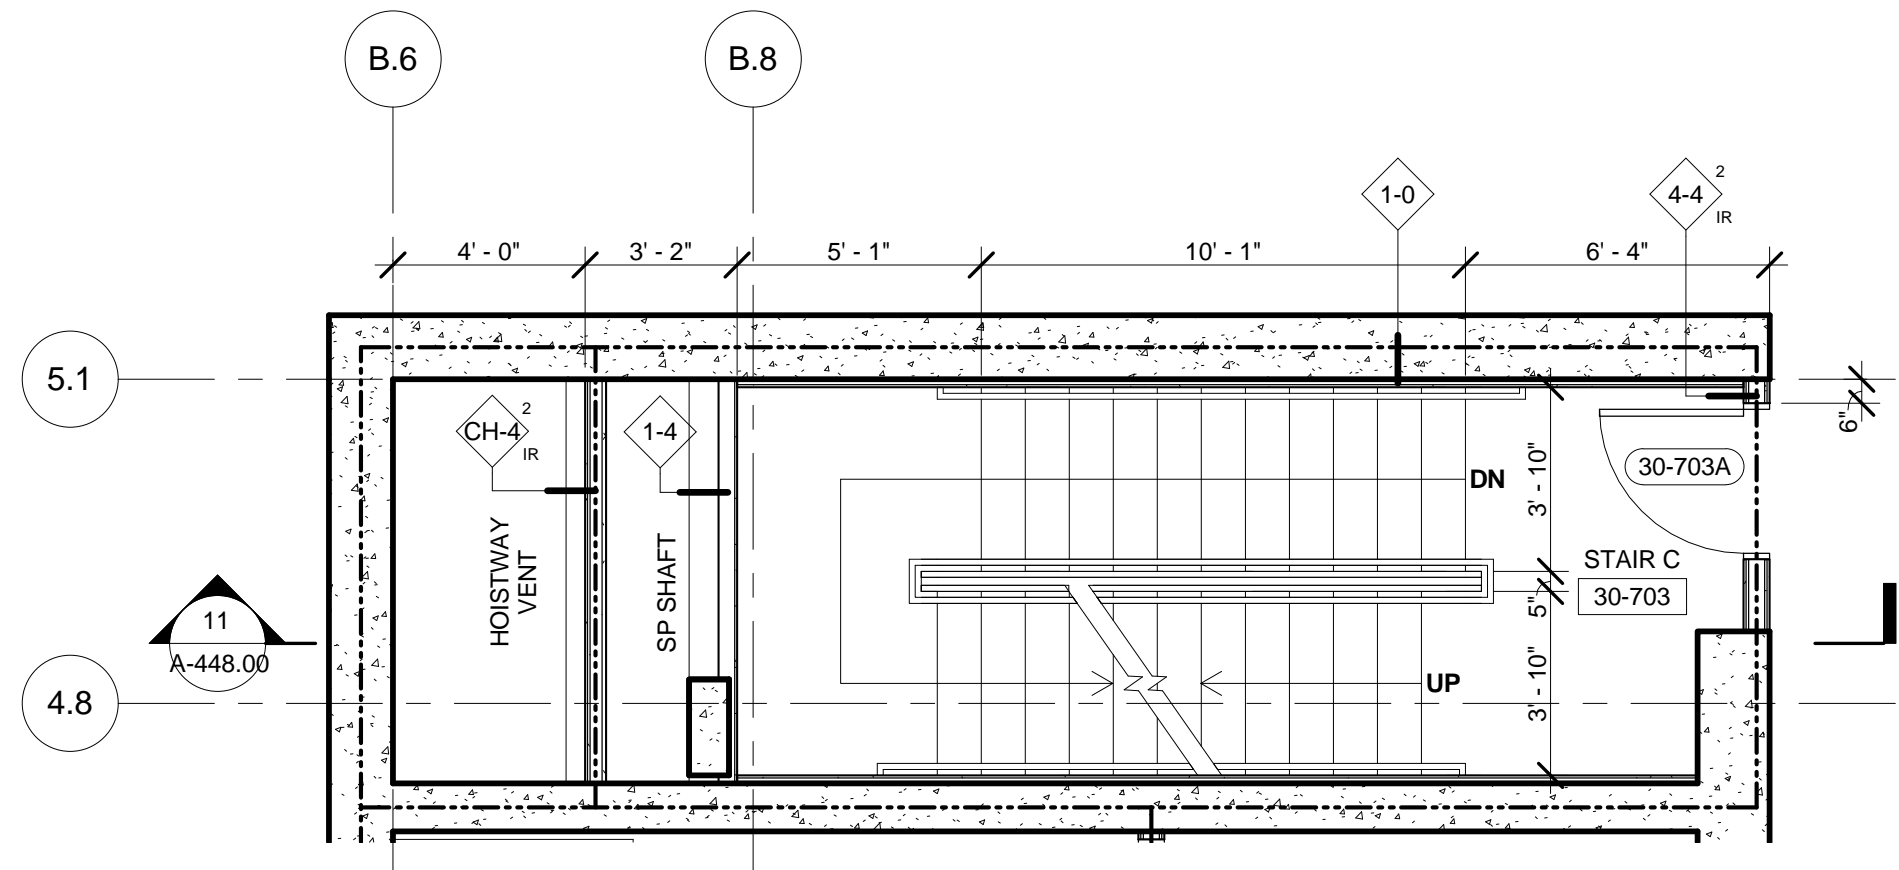 B.6
B.8
1-0
4-4
2
IR
4' - 0"
3' - 2"
5' - 1"
10' - 1"
6' - 4"
5.1
6"
CH-4
2
IR
1-4
30-703A
DN
3' - 10"
HOISTWAY
VENT
SP SHAFT
STAIR C
30-703
5"
11
A-448.00
UP
3' - 10"
4.8